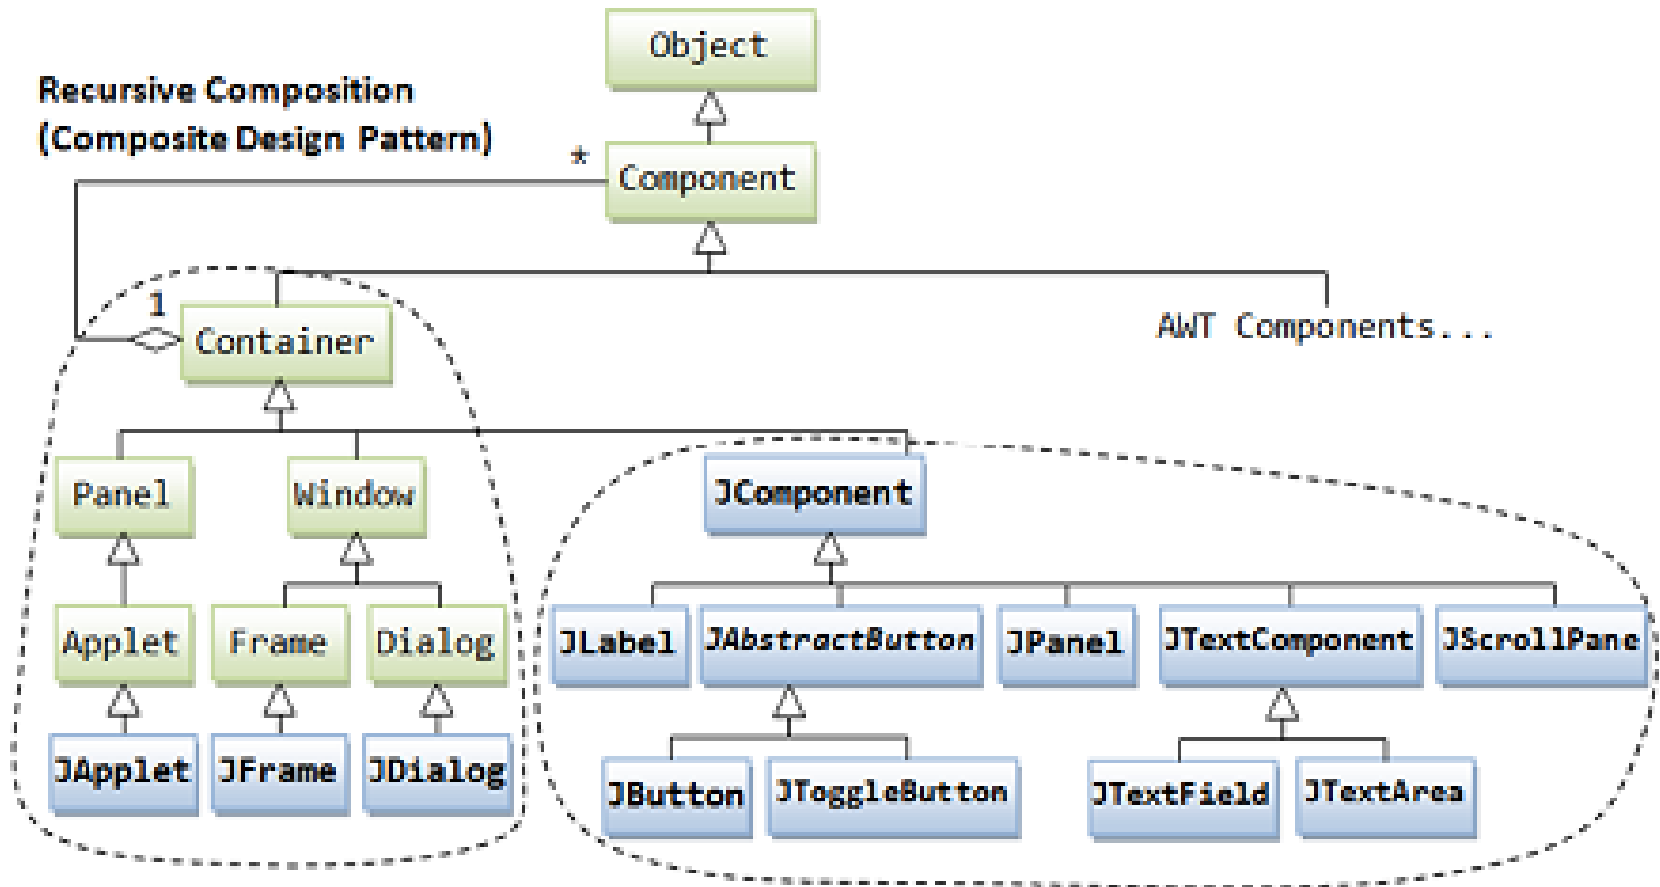 Object
Recursive Composition
(Composite Design Pattern)
*
Component
1
Container
AWT Components...
Panel
Window
JComponent
Applet
Frame
Dialog
JLabel
JAbstractButton
JPanel
JTextComponent
JScrollPane
JApplet
JFrame
JDialog
JButton
JToggleButton
JTextField
JTextArea